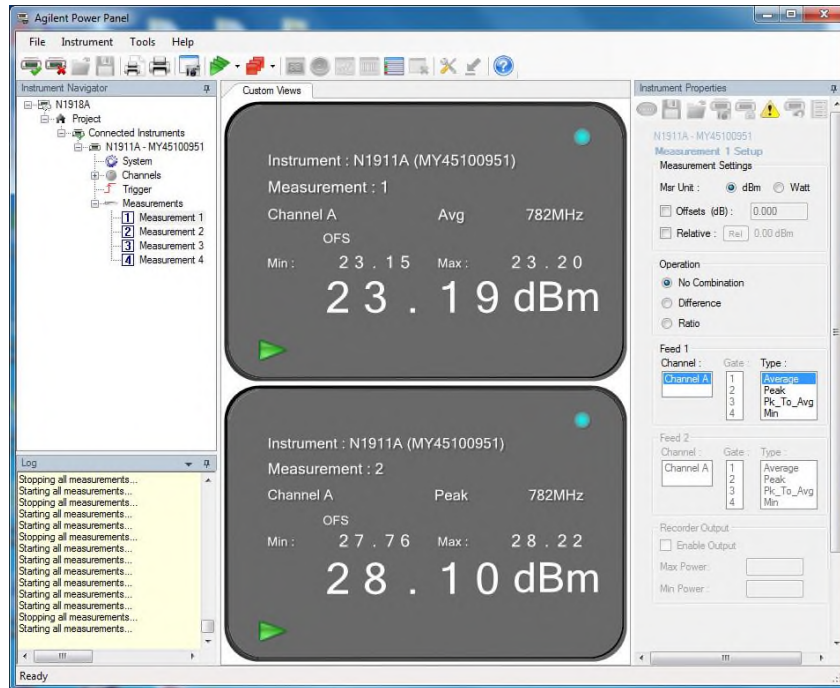 Agilent Power Panel
File Instrument Tools Help
Instrument Navigator
N1918A
Project
Connected Instruments
N1911A - MY45100951
System
Channels
Trigger
Measurements
1 Measurement 1
2 Measurement 2
3 Measurement 3
4 Measurement 4
Log
Stopping all measurements...
Starting all measurements...
Stopping all measurements...
Starting all measurements...
Starting all measurements...
Stopping all measurements...
Starting all measurements...
Starting all measurements...
Starting all measurements...
Starting all measurements...
Starting all measurements...
Starting all measurements...
Stopping all measurements...
Starting all measurements...
Ready
Custom Views
Instrument : N1911A (MY45100951)
Measurement : 1
Channel A Avg 782MHz
OFS
Min : 23.15 Max : 23.20
23.19 dBm
Instrument : N1911A (MY45100951)
Measurement : 2
Channel A Peak 782MHz
OFS
Min : 27.76 Max : 28.22
28.10 dBm
Instrument Properties
N1911A - MY45100951
Measurement 1 Setup
Measurement Settings
Msr Unit : dBm Watt
Offsets (dB) : 0.000
Relative : Rel 0.00 dBm
Operation
No Combination
Difference
Ratio
Feed 1
Channel : Gate : Type :
Channel A 1 Average
2 Peak
3 Pk_To_Avg
4 Min
Feed 2
Channel : Gate : Type :
Channel A 1 Average
2 Peak
3 Pk_To_Avg
4 Min
Recorder Output
Enable Output
Max Power:
Min Power :